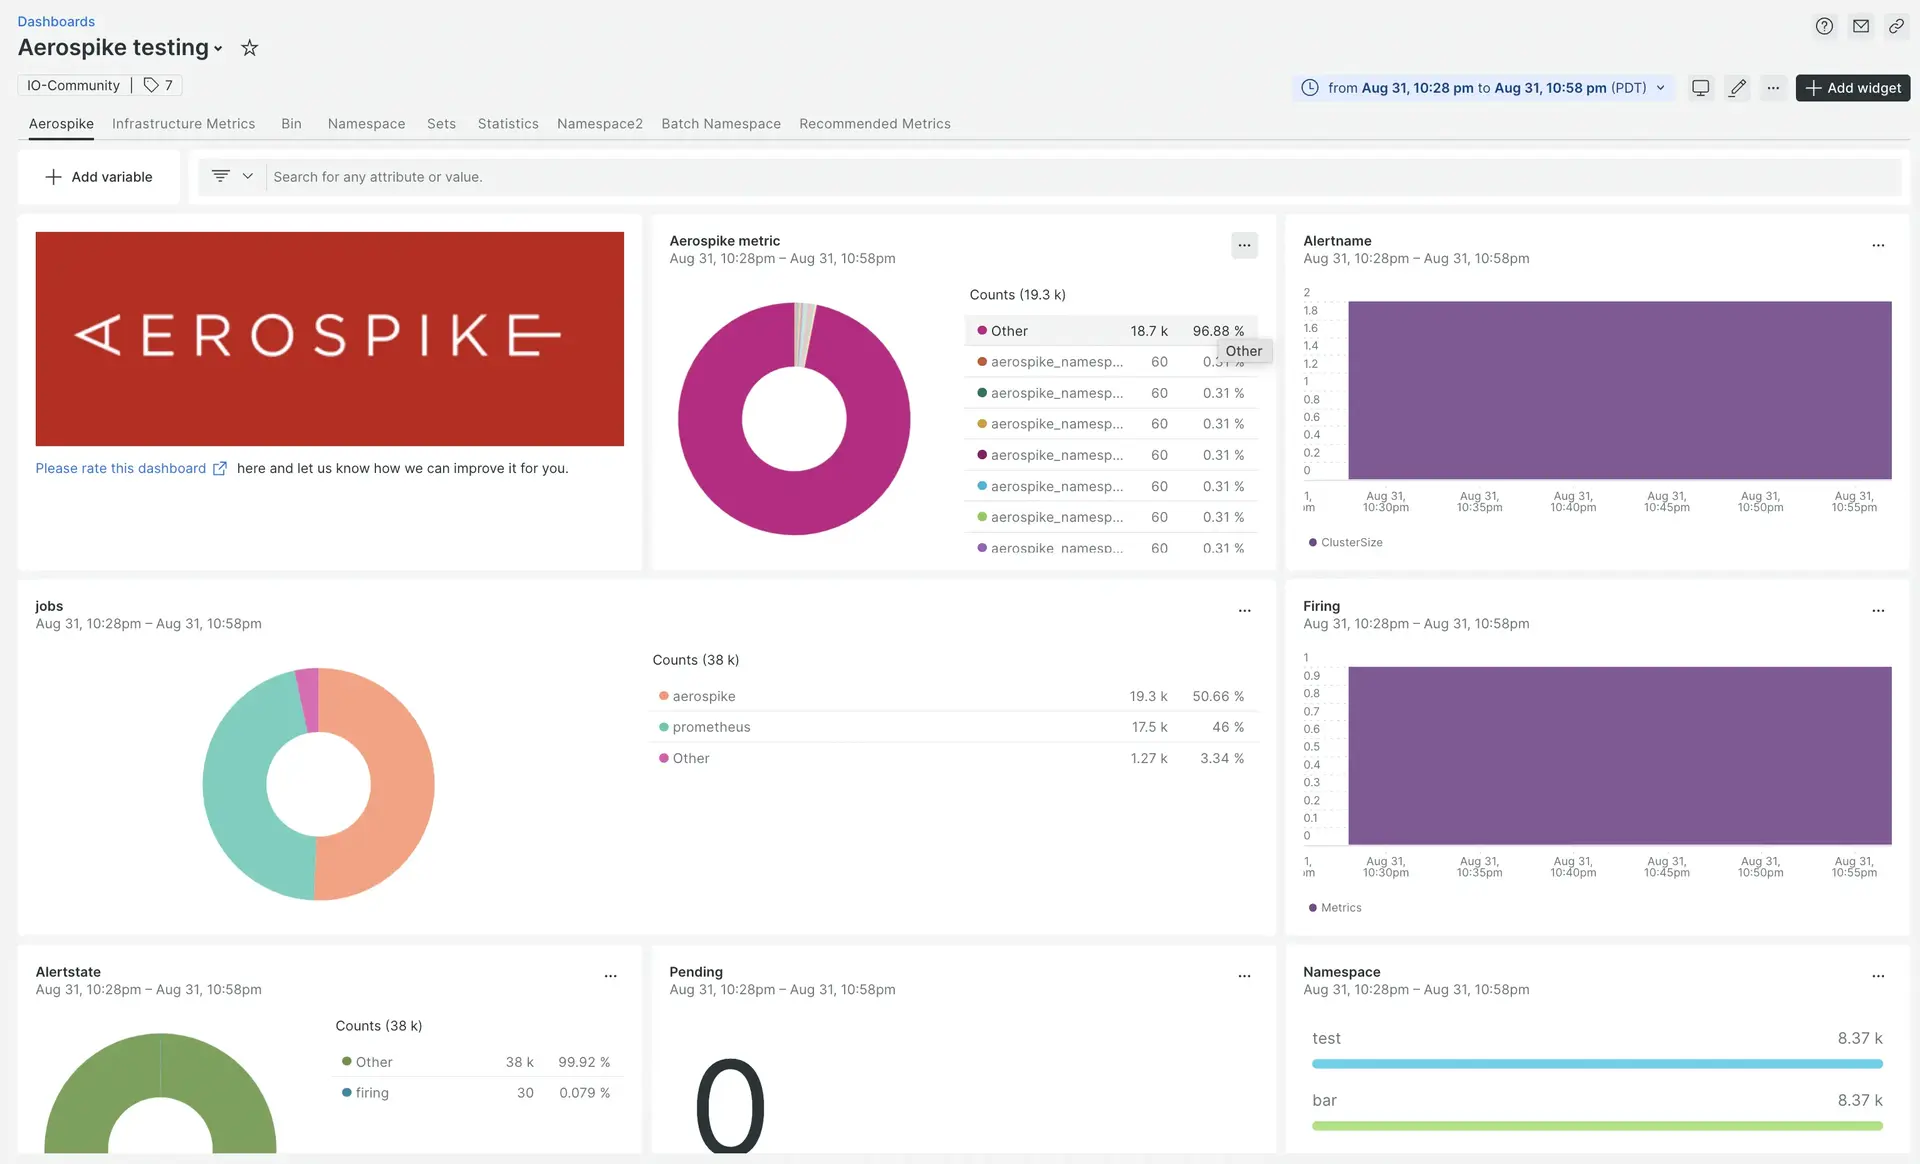 Dashboards
Aerospike testing
IO-Community | 7
from Aug 31, 10:28 pm to Aug 31, 10:58 pm (PDT)
Add widget
Aerospike Infrastructure Metrics Bin Namespace Sets Statistics Namespace2 Batch Namespace Recommended Metrics
Add variable
Search for any attribute or value.
AEROSPIKE
Please rate this dashboard here and let us know how we can improve it for you.
Aerospike metric
Aug 31, 10:28pm – Aug 31, 10:58pm
Counts (19.3 k)
Other 18.7 k 96.88 %
Other
aerospike_namesp... 60 0.31 %
aerospike_namesp... 60 0.31 %
aerospike_namesp... 60 0.31 %
aerospike_namesp... 60 0.31 %
aerospike_namesp... 60 0.31 %
aerospike_namesp... 60 0.31 %
aerospike_namesp... 60 0.31 %
Alertname
Aug 31, 10:28pm – Aug 31, 10:58pm
2
1.8
1.6
1.4
1.2
1
0.8
0.6
0.4
0.2
0
1, Aug 31, Aug 31, Aug 31, Aug 31, Aug 31, Aug 31,
m 10:30pm 10:35pm 10:40pm 10:45pm 10:50pm 10:55pm
ClusterSize
jobs
Aug 31, 10:28pm – Aug 31, 10:58pm
Counts (38 k)
aerospike 19.3 k 50.66 %
prometheus 17.5 k 46 %
Other 1.27 k 3.34 %
Firing
Aug 31, 10:28pm – Aug 31, 10:58pm
1
0.9
0.8
0.7
0.6
0.5
0.4
0.3
0.2
0.1
0
1, Aug 31, Aug 31, Aug 31, Aug 31, Aug 31, Aug 31,
m 10:30pm 10:35pm 10:40pm 10:45pm 10:50pm 10:55pm
Metrics
Alertstate
Aug 31, 10:28pm – Aug 31, 10:58pm
Counts (38 k)
Other 38 k 99.92 %
firing 30 0.079 %
Pending
Aug 31, 10:28pm – Aug 31, 10:58pm
0
Namespace
Aug 31, 10:28pm – Aug 31, 10:58pm
test 8.37 k
bar 8.37 k